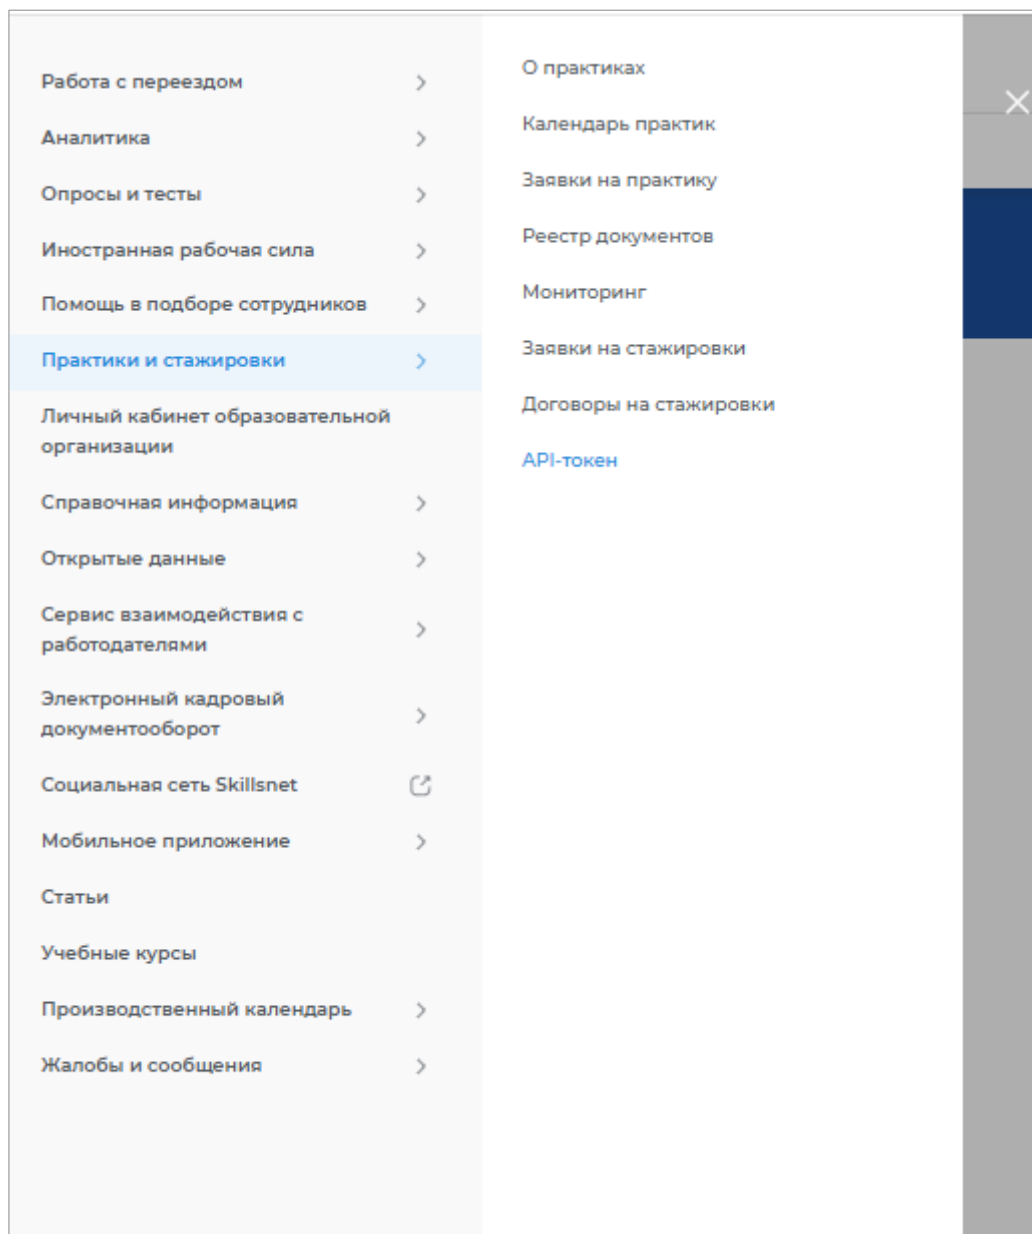 Работа с переездом
Аналитика
Опросы и тесты
Иностранная рабочая сила
Помощь в подборе сотрудников
Практики и стажировки
Личный кабинет образовательной
организации
Справочная информация
Открытые данные
Сервис взаимодействия с
работодателями
Электронный кадровый
документооборот
Социальная сеть Skillsnet
Мобильное приложение
Статьи
Учебные курсы
Производственный календарь
Жалобы и сообщения
О практиках
Календарь практик
Заявки на практику
Реестр документов
Мониторинг
Заявки на стажировки
Договоры на стажировки
API-токен